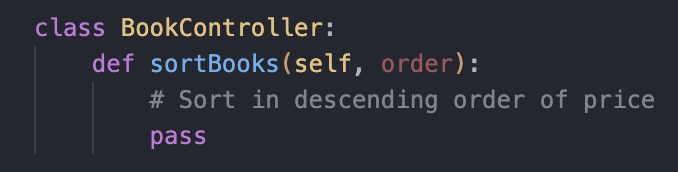 class BookController:
    def sortBooks(self, order):
        # Sort in descending order of price
        pass